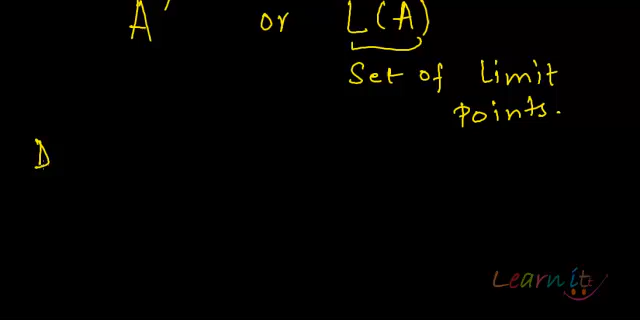 A' or L(A)
Set of Limit
Points.
D
Learnit